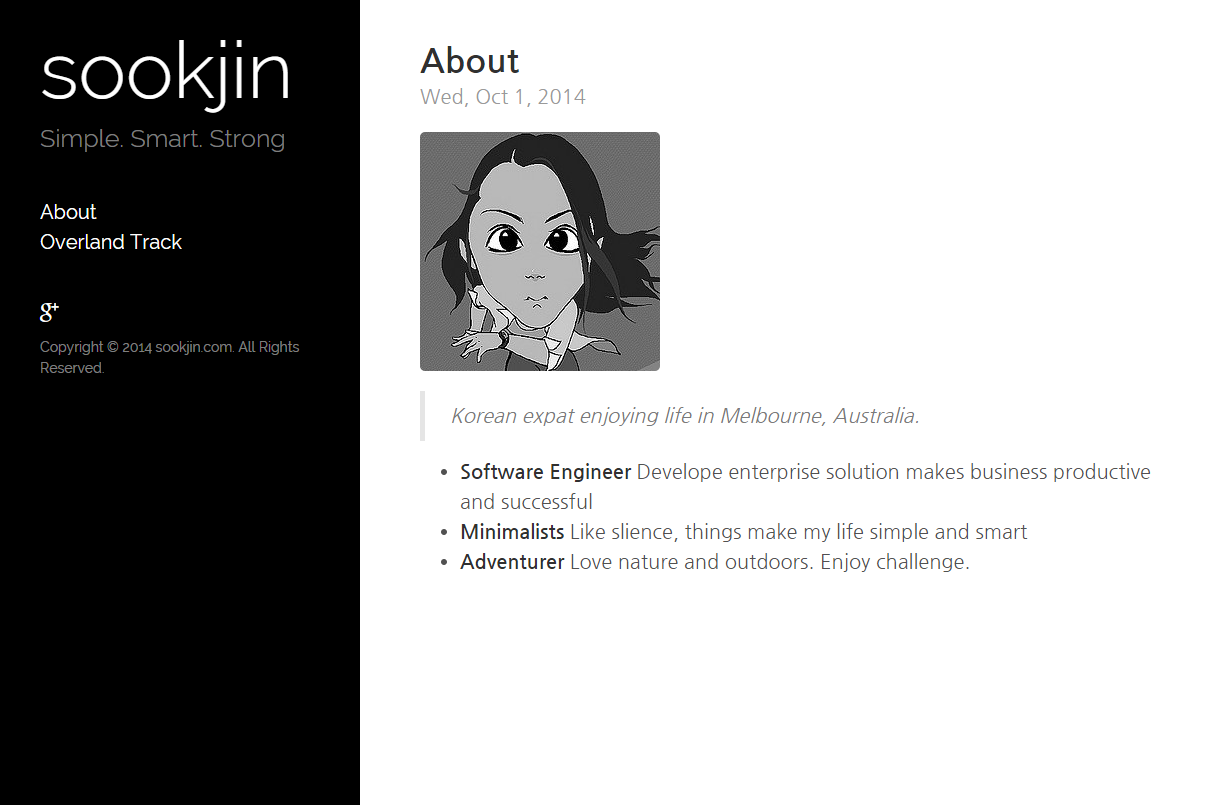 sookjin
Simple. Smart. Strong
About
Overland Track
g+
Copyright © 2014 sookjin.com. All Rights
Reserved.
About
Wed, Oct 1, 2014
Korean expat enjoying life in Melbourne, Australia.
• Software Engineer Develope enterprise solution makes business productive
and successful
• Minimalists Like slience, things make my life simple and smart
• Adventurer Love nature and outdoors. Enjoy challenge.